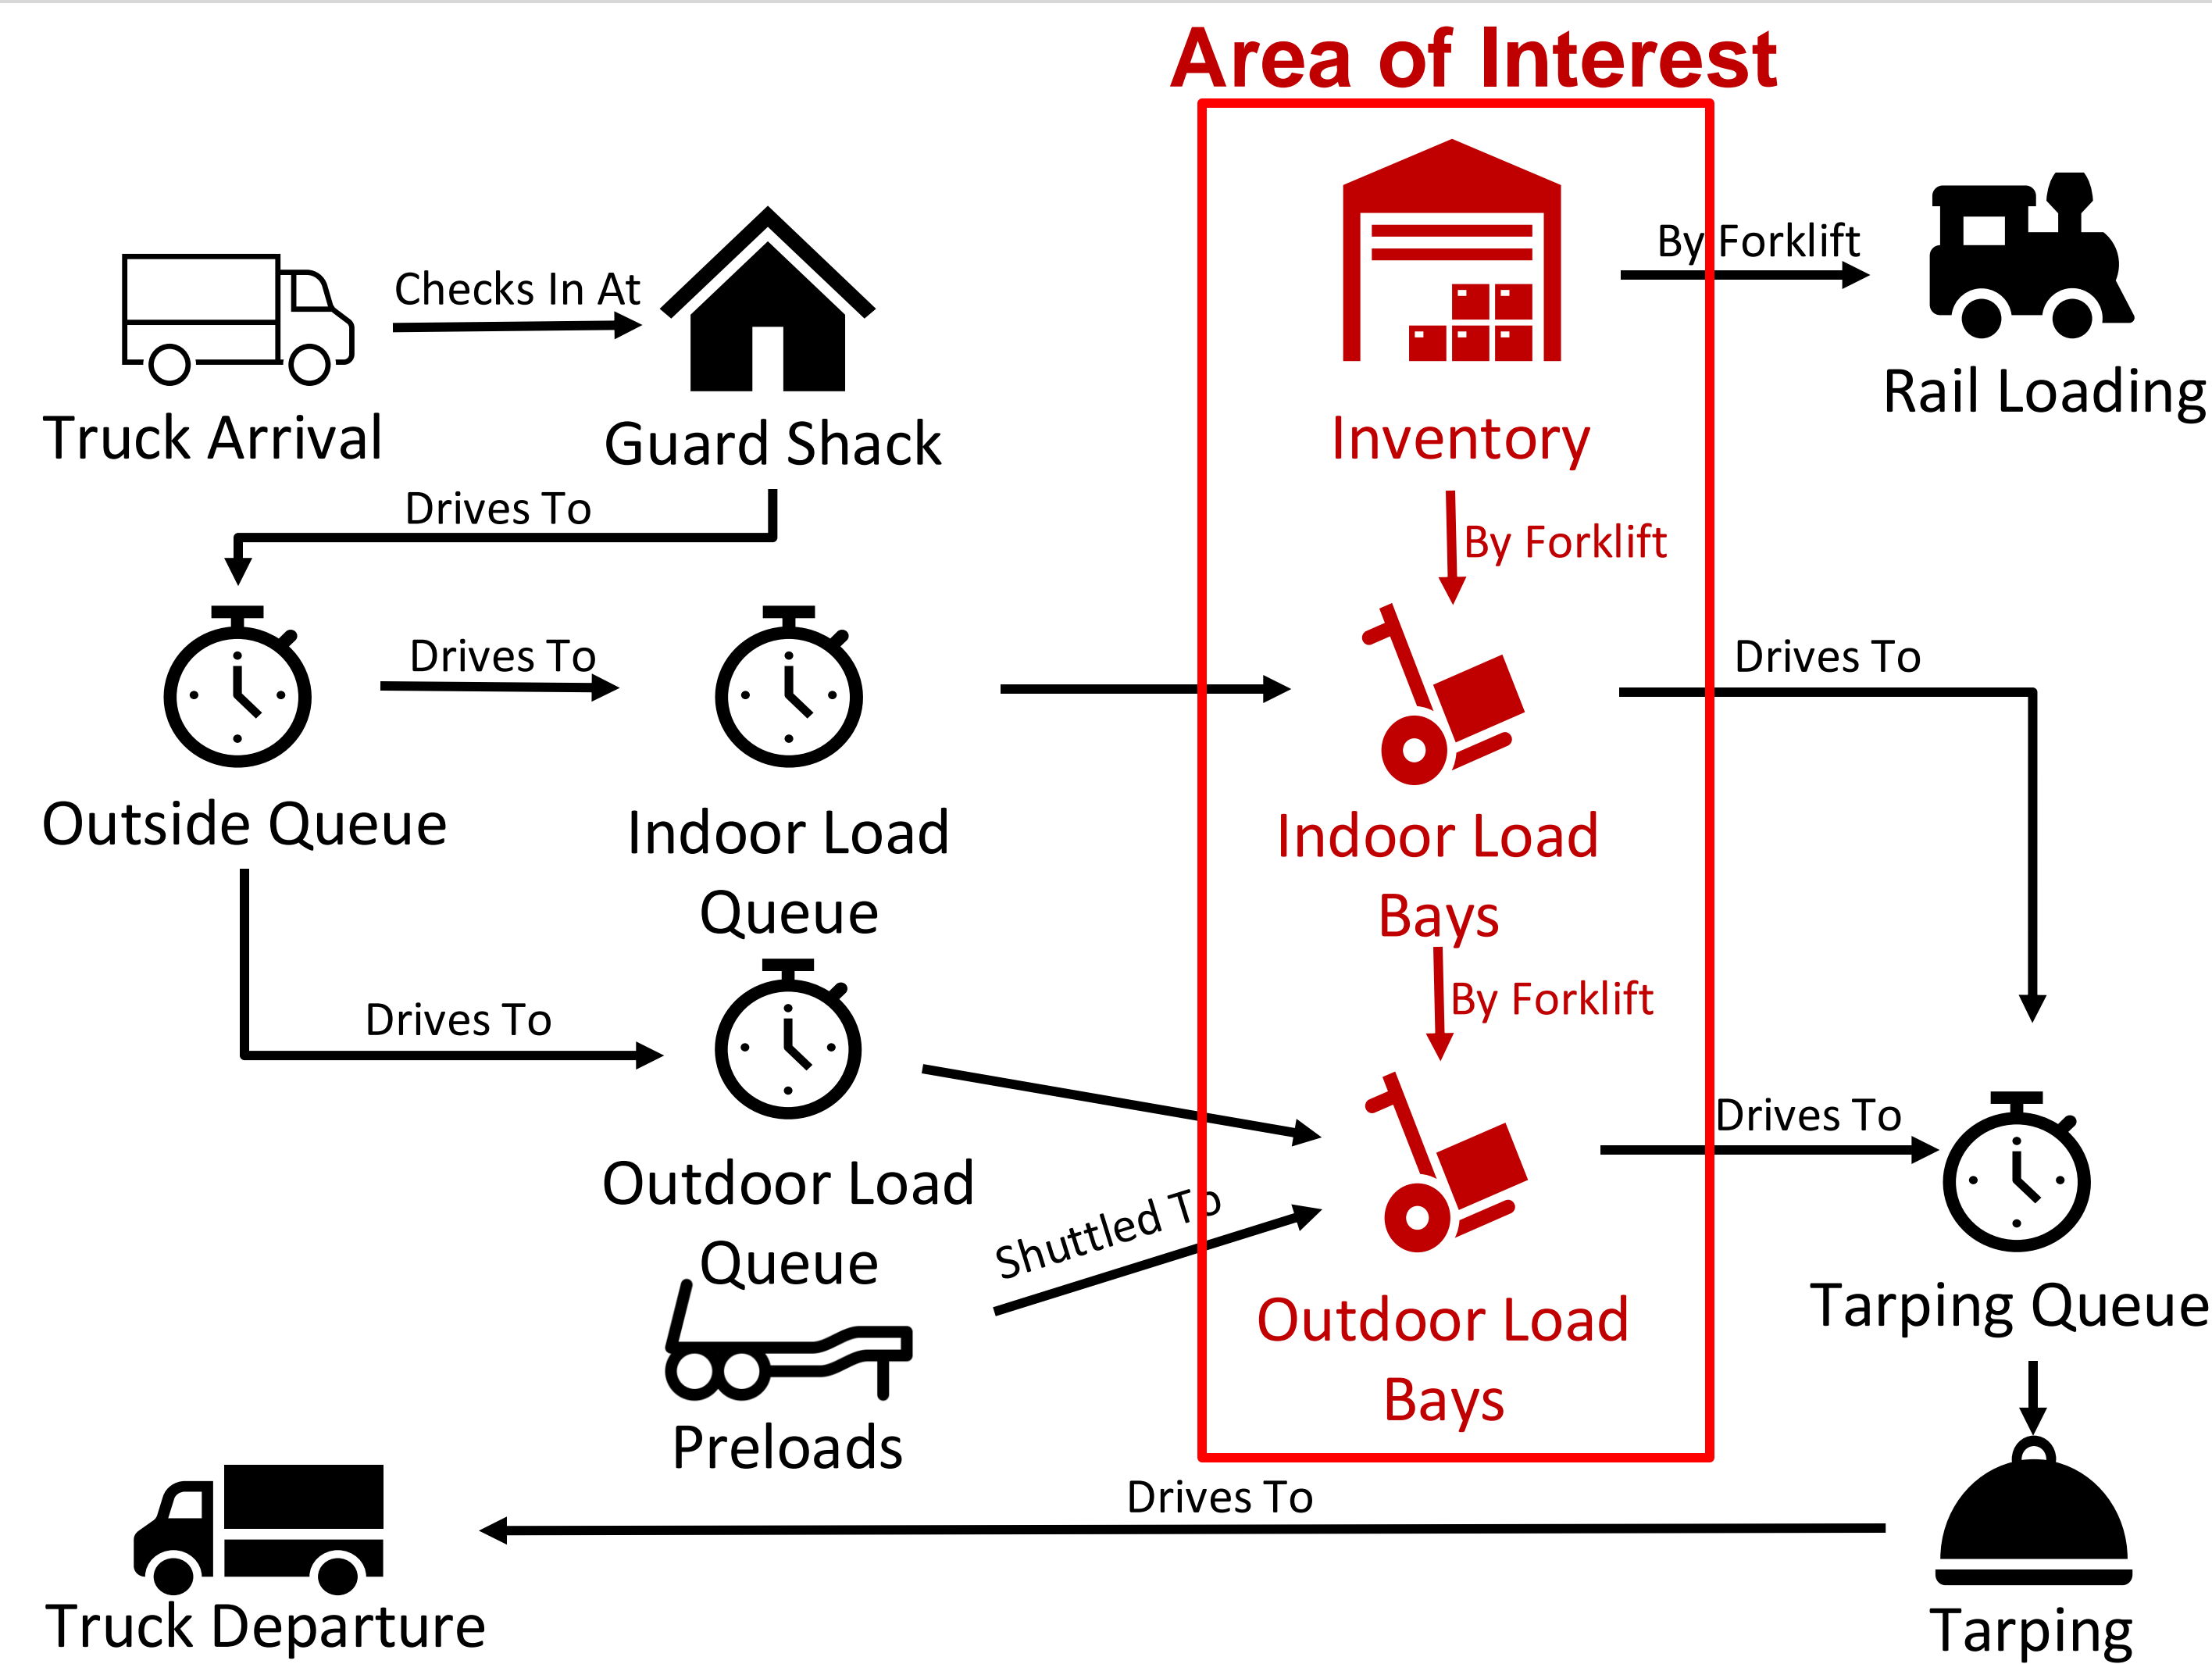 Area of Interest
By Forklift
Checks In At
Rail Loading
Truck Arrival
Guard Shack
Inventory
Drives To
By Forklift
Drives To
Drives To
Outside Queue
Indoor Load
Queue
Indoor Load
Bays
Drives To
By Forklift
Drives To
Outdoor Load
Queue
Shuttled To
Outdoor Load
Bays
Tarping Queue
Preloads
Drives To
Truck Departure
Tarping